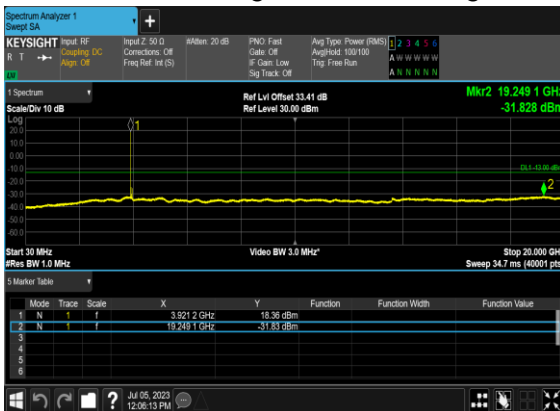 Spectrum Analyzer 1
Swept SA
KEYSIGHT Input: RF Input Z: 50 Ω #Atten: 20 dB PNO: Fast Avg Type: Power (RMS) 1 2 3 4 5 6
R T Coupling: DC Corrections: Off Gate: Off Avg|Hold: 100/100 A W W W W W
Align: Off Freq Ref: Int (S) IF Gain: Low Trig: Free Run
Sig Track: Off A N N N N N
LV
1 Spectrum Ref Lvl Offset 33.41 dB Mkr2 19.249 1 GHz
Scale/Div 10 dB Ref Level 30.00 dBm -31.828 dBm
Log
20.0
10.0
0.00
-10.0
-20.0
-30.0
-40.0
-50.0
-60.0
1
DL1 -13.00 dBm
2
Start 30 MHz Video BW 3.0 MHz* Stop 20.000 GH
#Res BW 1.0 MHz Sweep 34.7 ms (40001 pts
5 Marker Table
Mode Trace Scale X Y Function Function Width Function Value
1 N 1 f 3.921 2 GHz 18.36 dBm
2 N 1 f 19.249 1 GHz -31.83 dBm
3
4
5
6
? Jul 05, 2023
12:06:13 PM